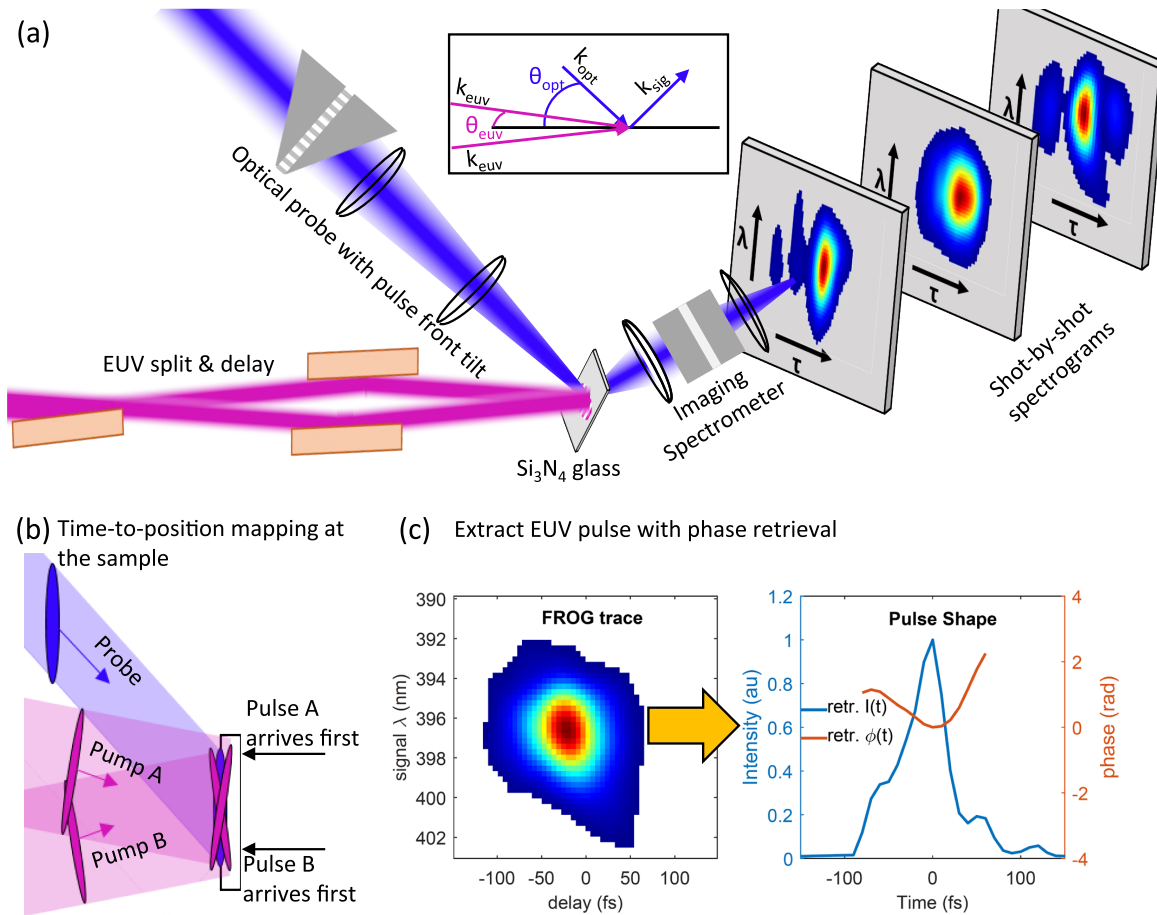 (a)
k_opt
θ_opt
k_sig
k_euv
θ_euv
k_euv
Optical probe with pulse front tilt
EUV split & delay
Si₃N₄ glass
Imaging
Spectrometer
λ
τ
λ
τ
λ
τ
Shot-by-shot
spectrograms
(b)
Time-to-position mapping at
the sample
Probe
Pump A
Pump B
Pulse A
arrives first
Pulse B
arrives first
(c)
Extract EUV pulse with phase retrieval
FROG trace
signal λ (nm)
390
392
394
396
398
400
402
-100
-50
0
50
100
delay (fs)
Pulse Shape
Intensity (au)
1.2
1
0.8
0.6
0.4
0.2
0
retr. I(t)
retr. ϕ(t)
phase (rad)
4
2
0
-2
-4
-100
0
100
Time (fs)